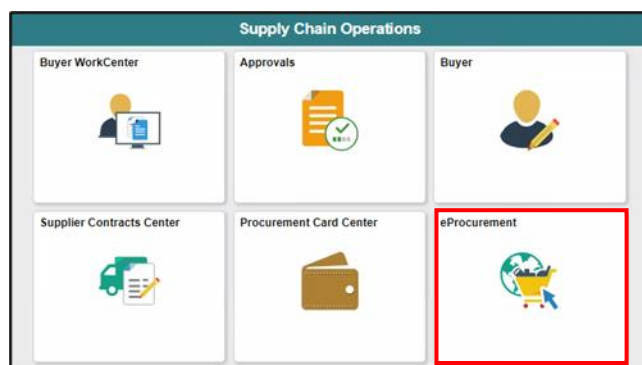 Supply Chain Operations
Buyer WorkCenter
Approvals
Buyer
Supplier Contracts Center
Procurement Card Center
eProcurement